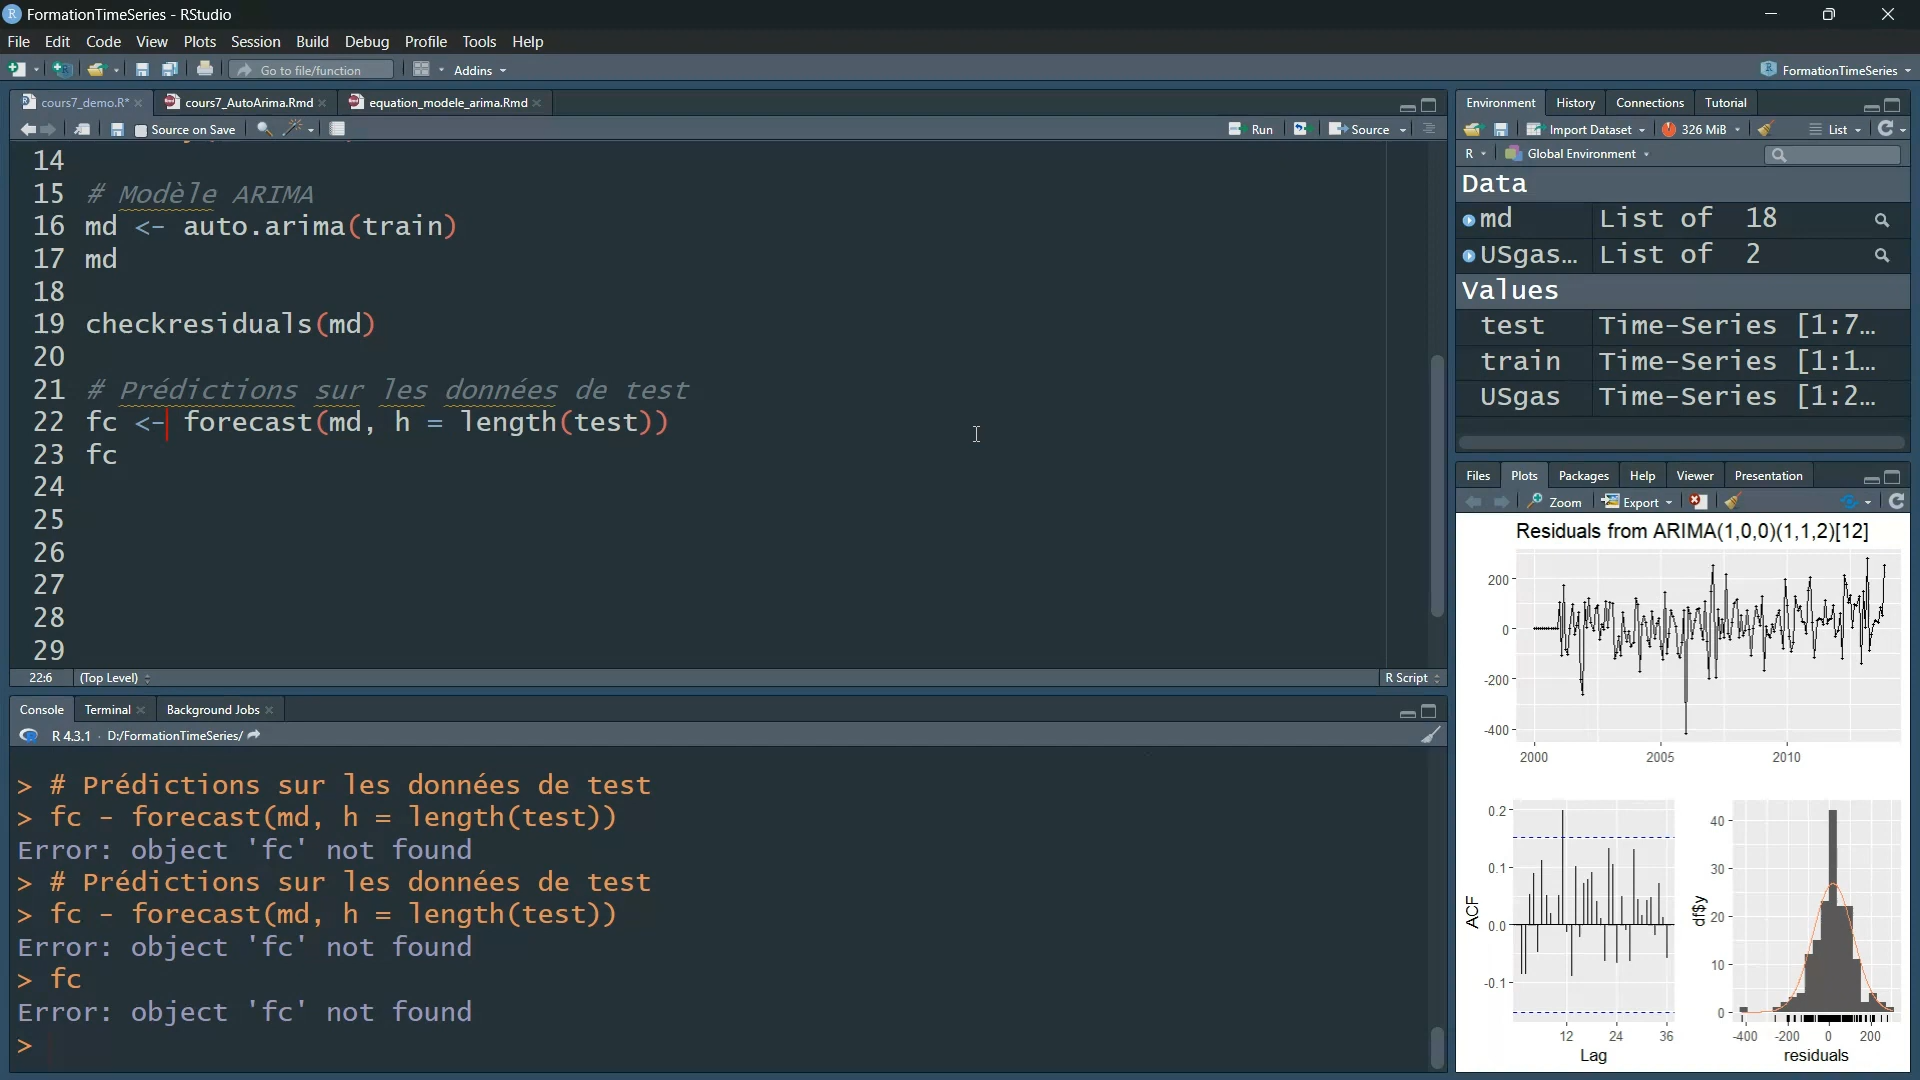 FormationTimeSeries - RStudio
File Edit Code View Plots Session Build Debug Profile Tools Help
Go to file/function Addins FormationTimeSeries
cours7_demo.R* cours7_AutoArima.Rmd equation_modele_arima.Rmd
Source on Save Run Source
14
15 # Modèle ARIMA
16 md <- auto.arima(train)
17 md
18
19 checkresiduals(md)
20
21 # Prédictions sur les données de test
22 fc <- forecast(md, h = length(test))
23 fc
24
25
26
27
28
29
22:6 (Top Level) R Script
Console Terminal Background Jobs
R 4.3.1 · D:/FormationTimeSeries/
> # Prédictions sur les données de test
> fc - forecast(md, h = length(test))
Error: object 'fc' not found
> # Prédictions sur les données de test
> fc - forecast(md, h = length(test))
Error: object 'fc' not found
> fc
Error: object 'fc' not found
>
Environment History Connections Tutorial
Import Dataset 326 MiB List
R Global Environment
Data
md List of 18
USgas… List of 2
Values
test Time-Series [1:7…
train Time-Series [1:1…
USgas Time-Series [1:2…
Files Plots Packages Help Viewer Presentation
Zoom Export
Residuals from ARIMA(1,0,0)(1,1,2)[12]
200
0
-200
-400
2000 2005 2010
0.2
0.1
0.0
-0.1
ACF
12 24 36
Lag
40
30
20
10
0
df$y
-400 -200 0 200
residuals